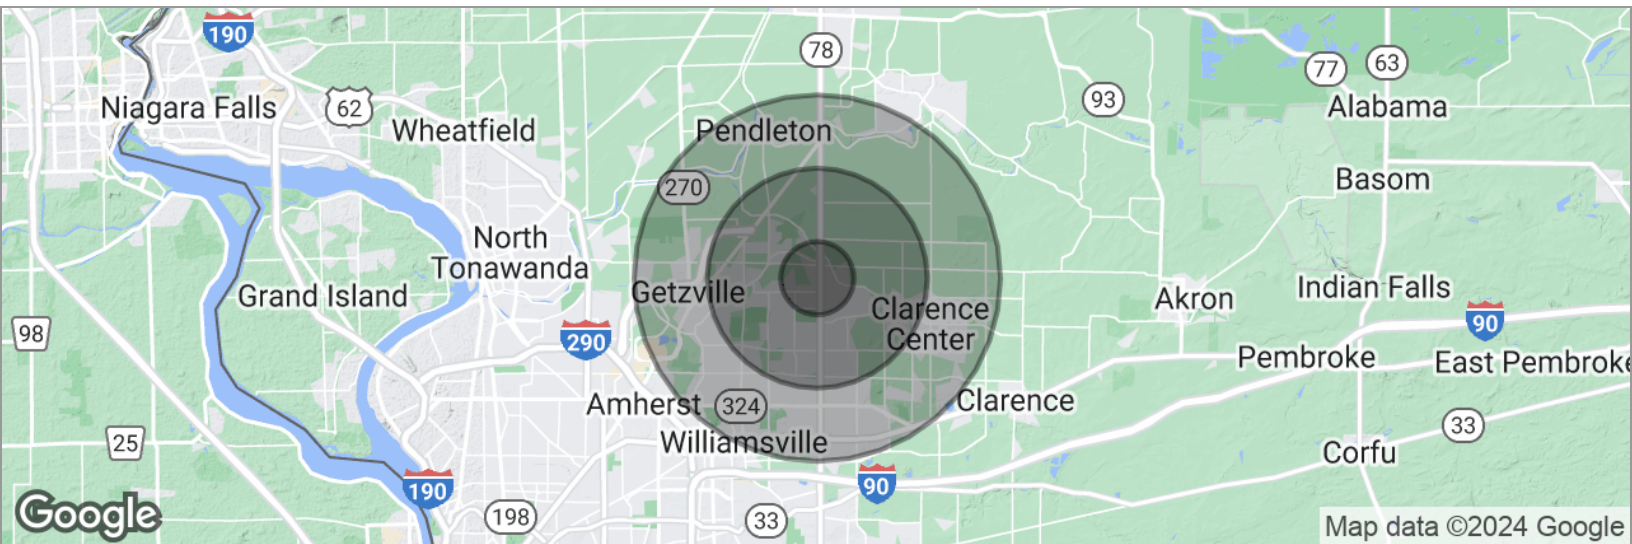 190
78
77
63
62
93
Niagara Falls
Alabama
Wheatfield
Pendleton
270
Basom
North
Tonawanda
Grand Island
Getzville
Clarence
Center
Akron
Indian Falls
98
290
90
Pembroke
East Pembroke
Amherst
324
Clarence
25
Williamsville
33
Corfu
190
90
198
33
Google
Map data ©2024 Google